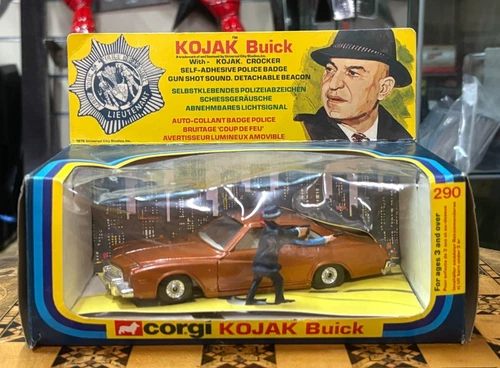 KOJAK Buick
With - KOJAK, CROCKER
SELF-ADHESIVE POLICE BADGE
GUN SHOT SOUND. DETACHABLE BEACON
SELBSTKLEBENDES POLIZEIABZEICHEN
SCHIESSGERÄUSCHE
ABNEHMBARES LICHTSIGNAL
AUTO-COLLANT BADGE POLICE
BRUITAGE 'COUP DE FEU'
AVERTISSEUR LUMINEUX AMOVIBLE
LIEUTENANT
290
For ages 3 and over
corgi KOJAK Buick